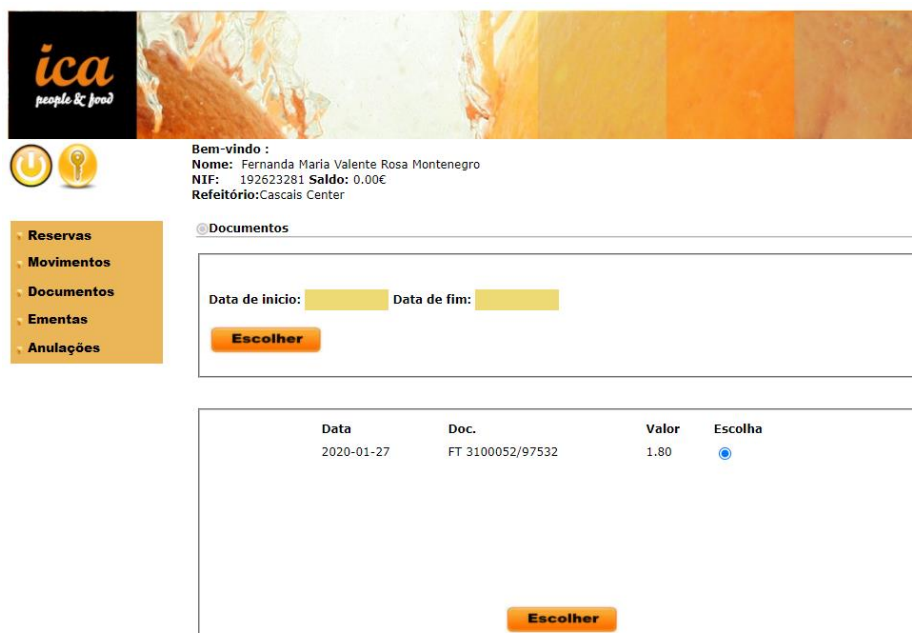 ica
people & food
Bem-vindo :
Nome: Fernanda Maria Valente Rosa Montenegro
NIF: 192623281 Saldo: 0.00€
Refeitório:Cascais Center
Reservas
Movimentos
Documentos
Ementas
Anulações
Documentos
Data de inicio: Data de fim:
Escolher
Data Doc. Valor Escolha
2020-01-27 FT 3100052/97532 1.80
Escolher